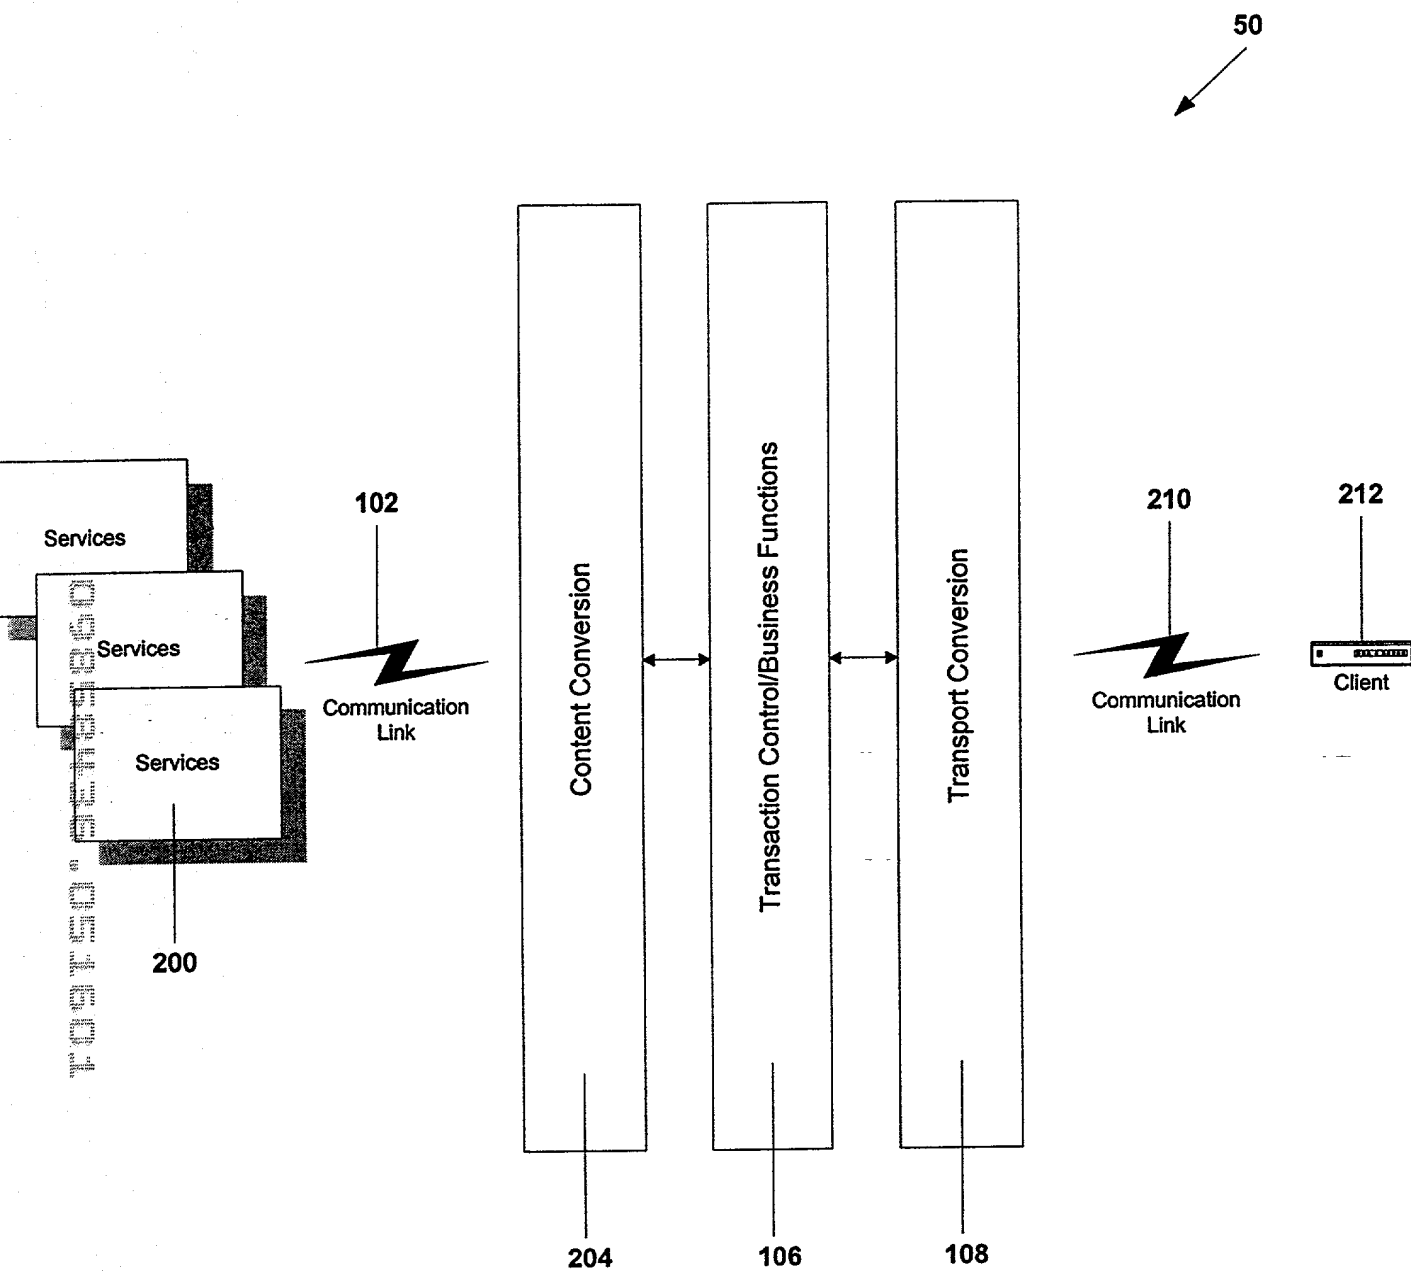 50
102
210
212
Services
Services
Services
Communication
Link
Content Conversion
Transaction Control/Business Functions
Transport Conversion
Communication
Link
Client
200
204
106
108